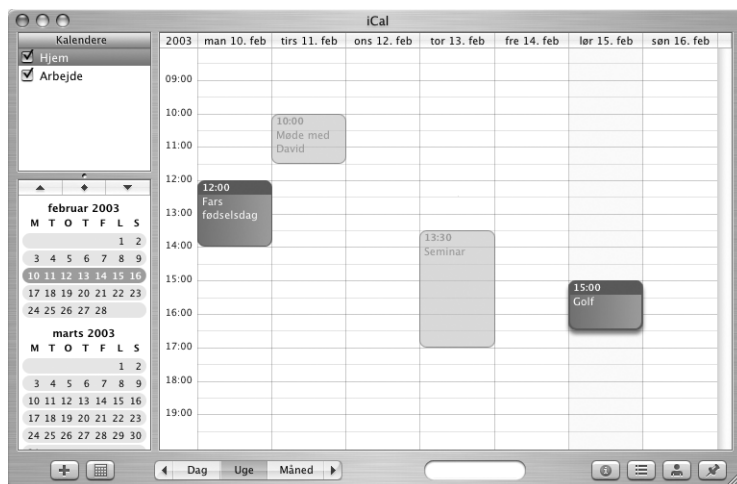 iCal
Kalendere
Hjem
Arbejde
februar 2003
M T O T F L S
1 2
3 4 5 6 7 8 9
10 11 12 13 14 15 16
17 18 19 20 21 22 23
24 25 26 27 28
marts 2003
M T O T F L S
1 2
3 4 5 6 7 8 9
10 11 12 13 14 15 16
17 18 19 20 21 22 23
24 25 26 27 28 29 30
2003 man 10. feb tirs 11. feb ons 12. feb tor 13. feb fre 14. feb lør 15. feb søn 16. feb
09:00
10:00
11:00
12:00
13:00
14:00
15:00
16:00
17:00
18:00
19:00
12:00
Fars
fødselsdag
10:00
Møde med
David
13:30
Seminar
15:00
Golf
Dag Uge Måned